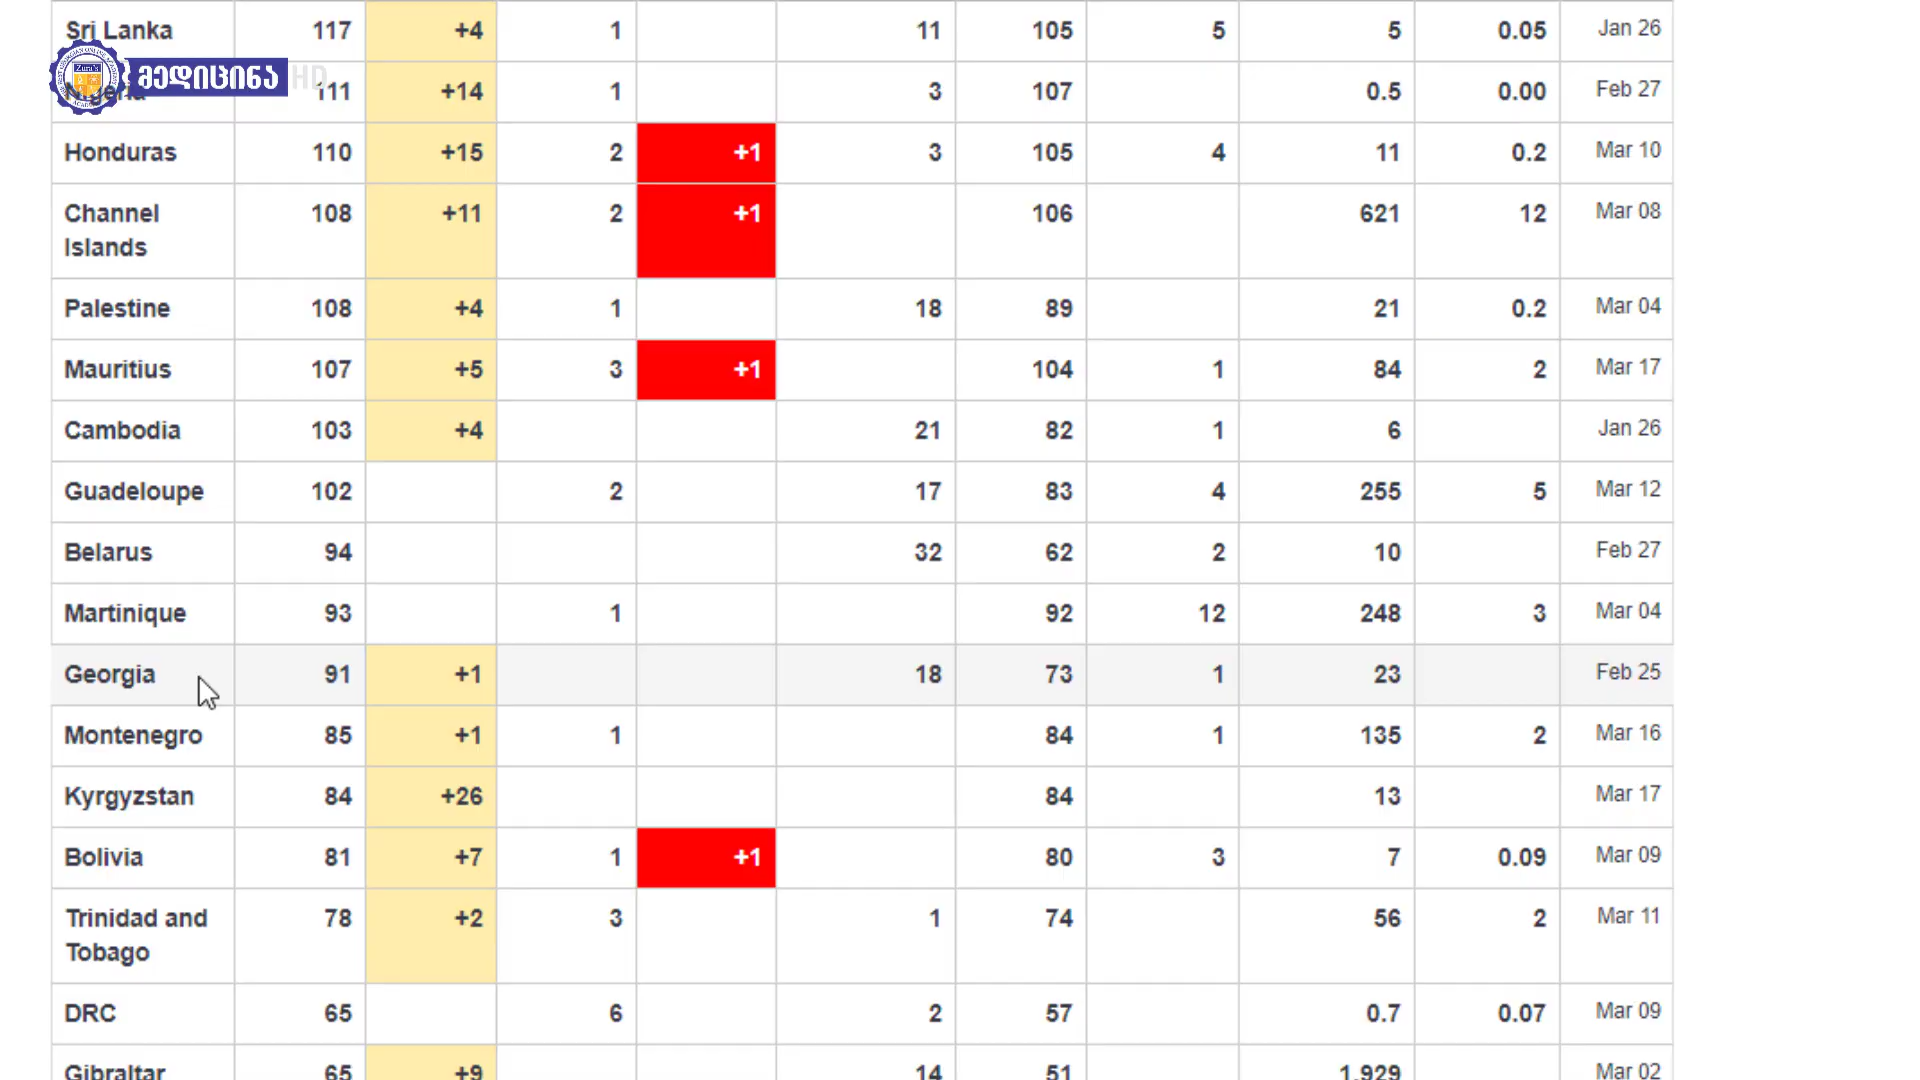 Sri Lanka 117 +4 1 11 105 5 5 0.05 Jan 26
მედიცინა HD
Nigeria 111 +14 1 3 107 0.5 0.00 Feb 27
Honduras 110 +15 2 +1 3 105 4 11 0.2 Mar 10
Channel 108 +11 2 +1 106 621 12 Mar 08
Islands
Palestine 108 +4 1 18 89 21 0.2 Mar 04
Mauritius 107 +5 3 +1 104 1 84 2 Mar 17
Cambodia 103 +4 21 82 1 6 Jan 26
Guadeloupe 102 2 17 83 4 255 5 Mar 12
Belarus 94 32 62 2 10 Feb 27
Martinique 93 1 92 12 248 3 Mar 04
Georgia 91 +1 18 73 1 23 Feb 25
Montenegro 85 +1 1 84 1 135 2 Mar 16
Kyrgyzstan 84 +26 84 13 Mar 17
Bolivia 81 +7 1 +1 80 3 7 0.09 Mar 09
Trinidad and 78 +2 3 1 74 56 2 Mar 11
Tobago
DRC 65 6 2 57 0.7 0.07 Mar 09
Gibraltar 65 +9 14 51 1,929 Mar 02